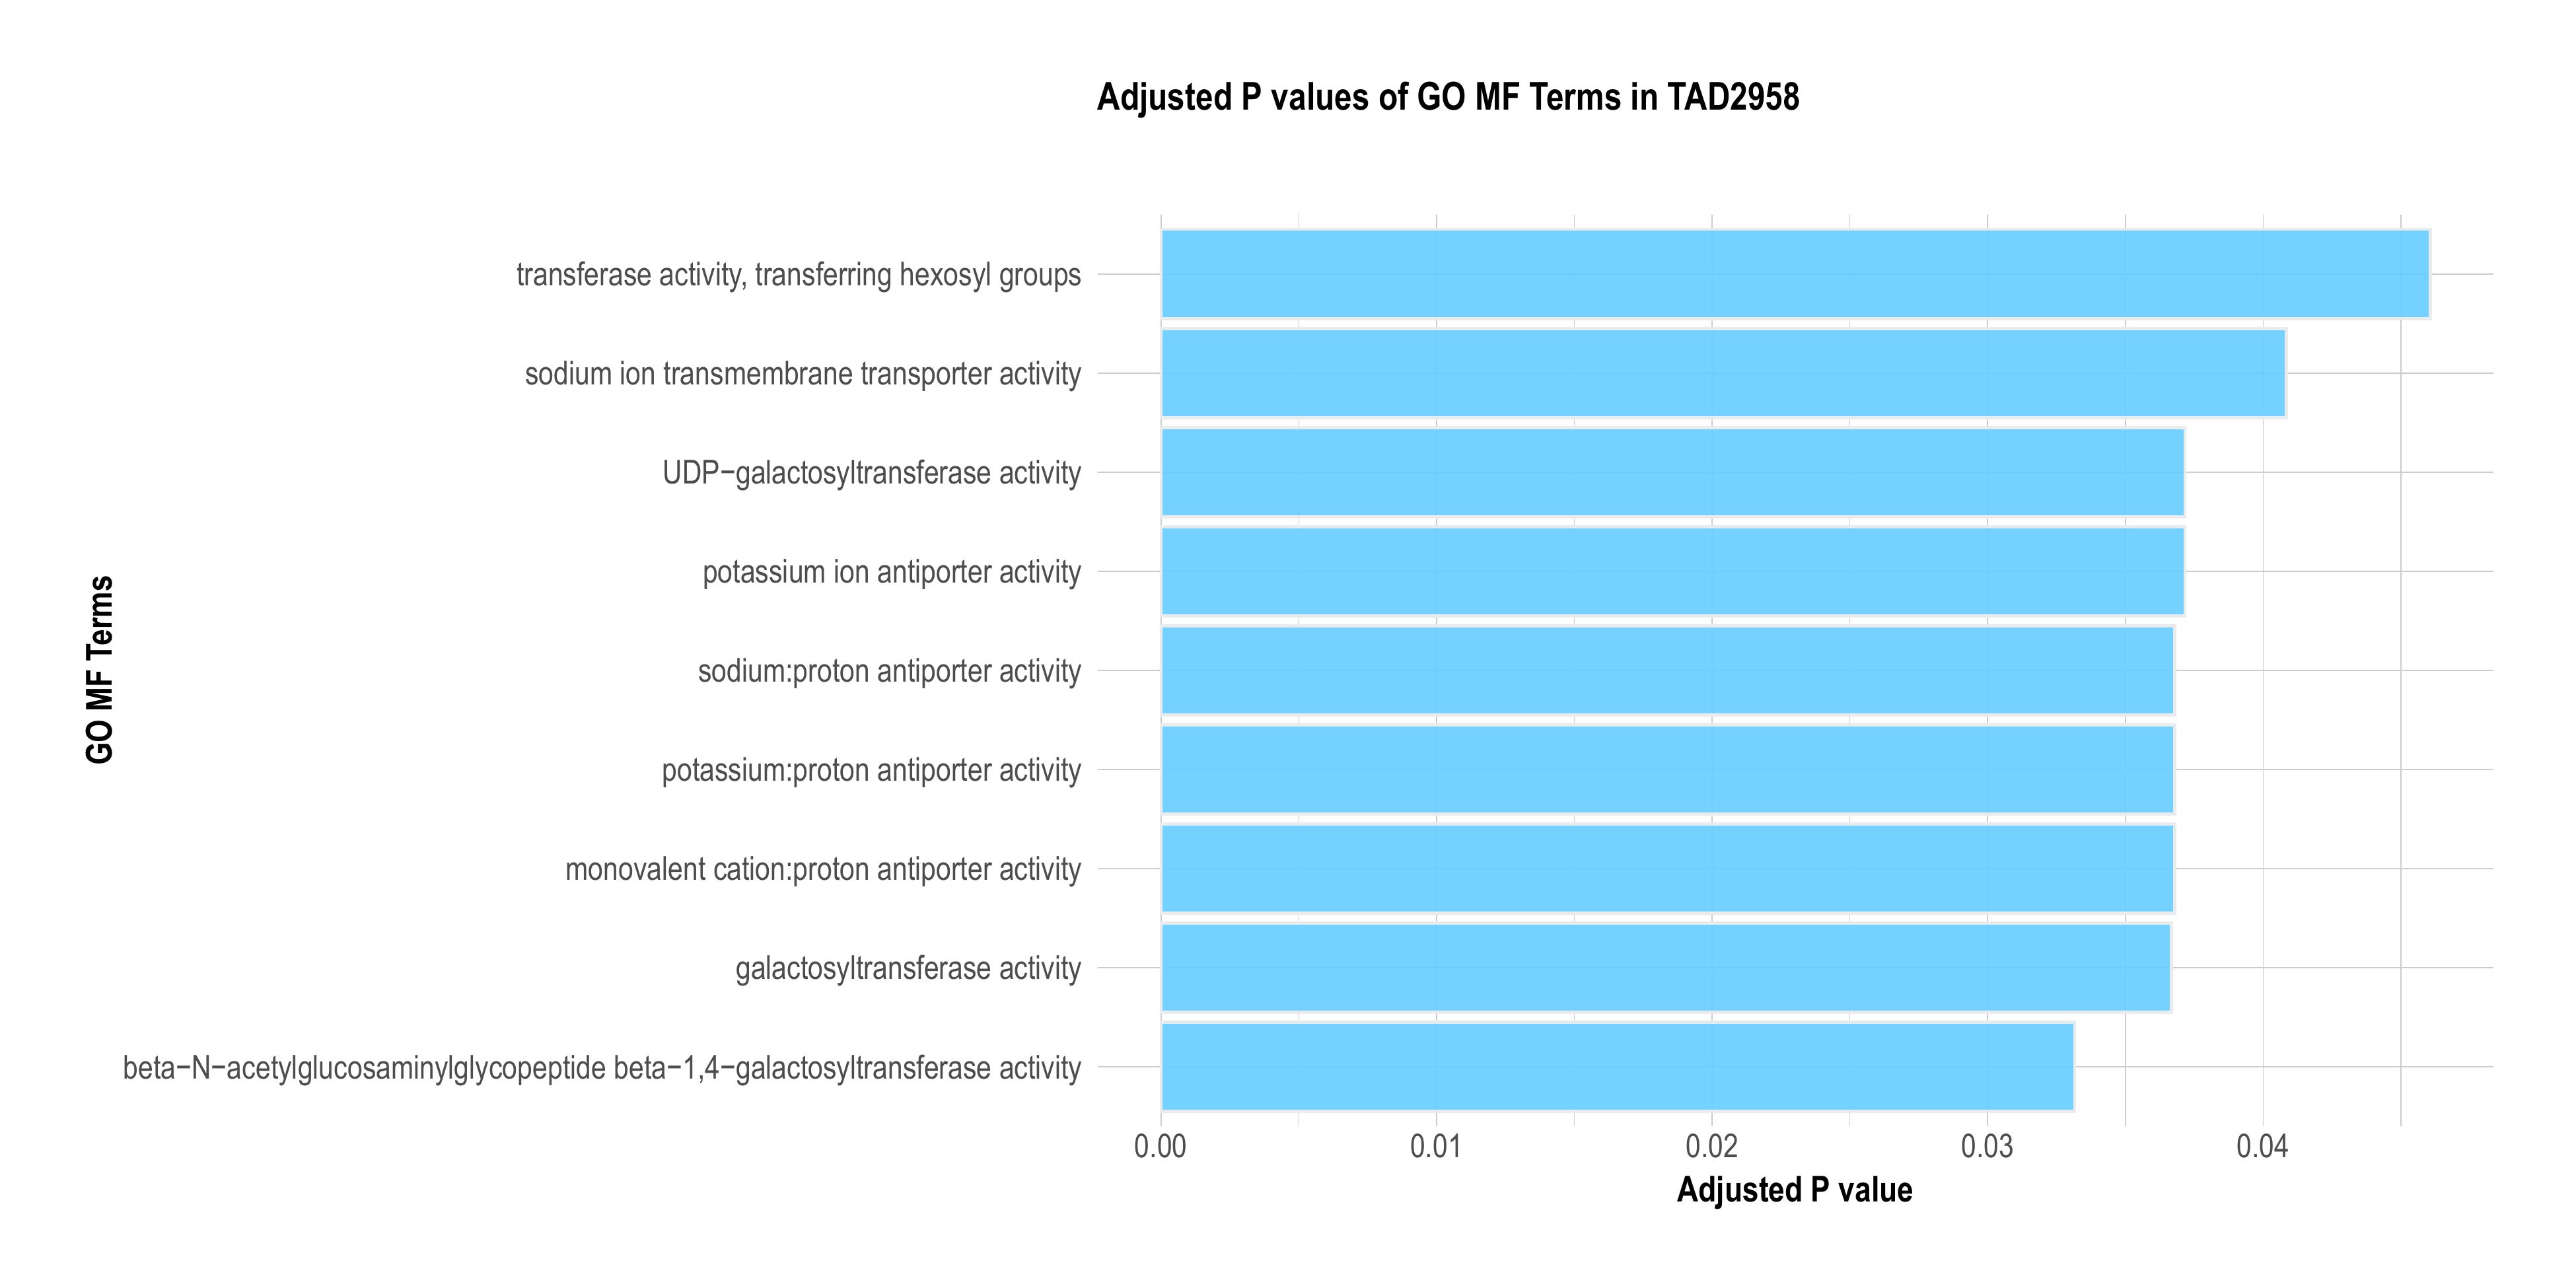 Adjusted P values of GO MF Terms in TAD2958
GO MF Terms
transferase activity, transferring hexosyl groups
sodium ion transmembrane transporter activity
UDP−galactosyltransferase activity
potassium ion antiporter activity
sodium:proton antiporter activity
potassium:proton antiporter activity
monovalent cation:proton antiporter activity
galactosyltransferase activity
beta−N−acetylglucosaminylglycopeptide beta−1,4−galactosyltransferase activity
0.00 0.01 0.02 0.03 0.04
Adjusted P value